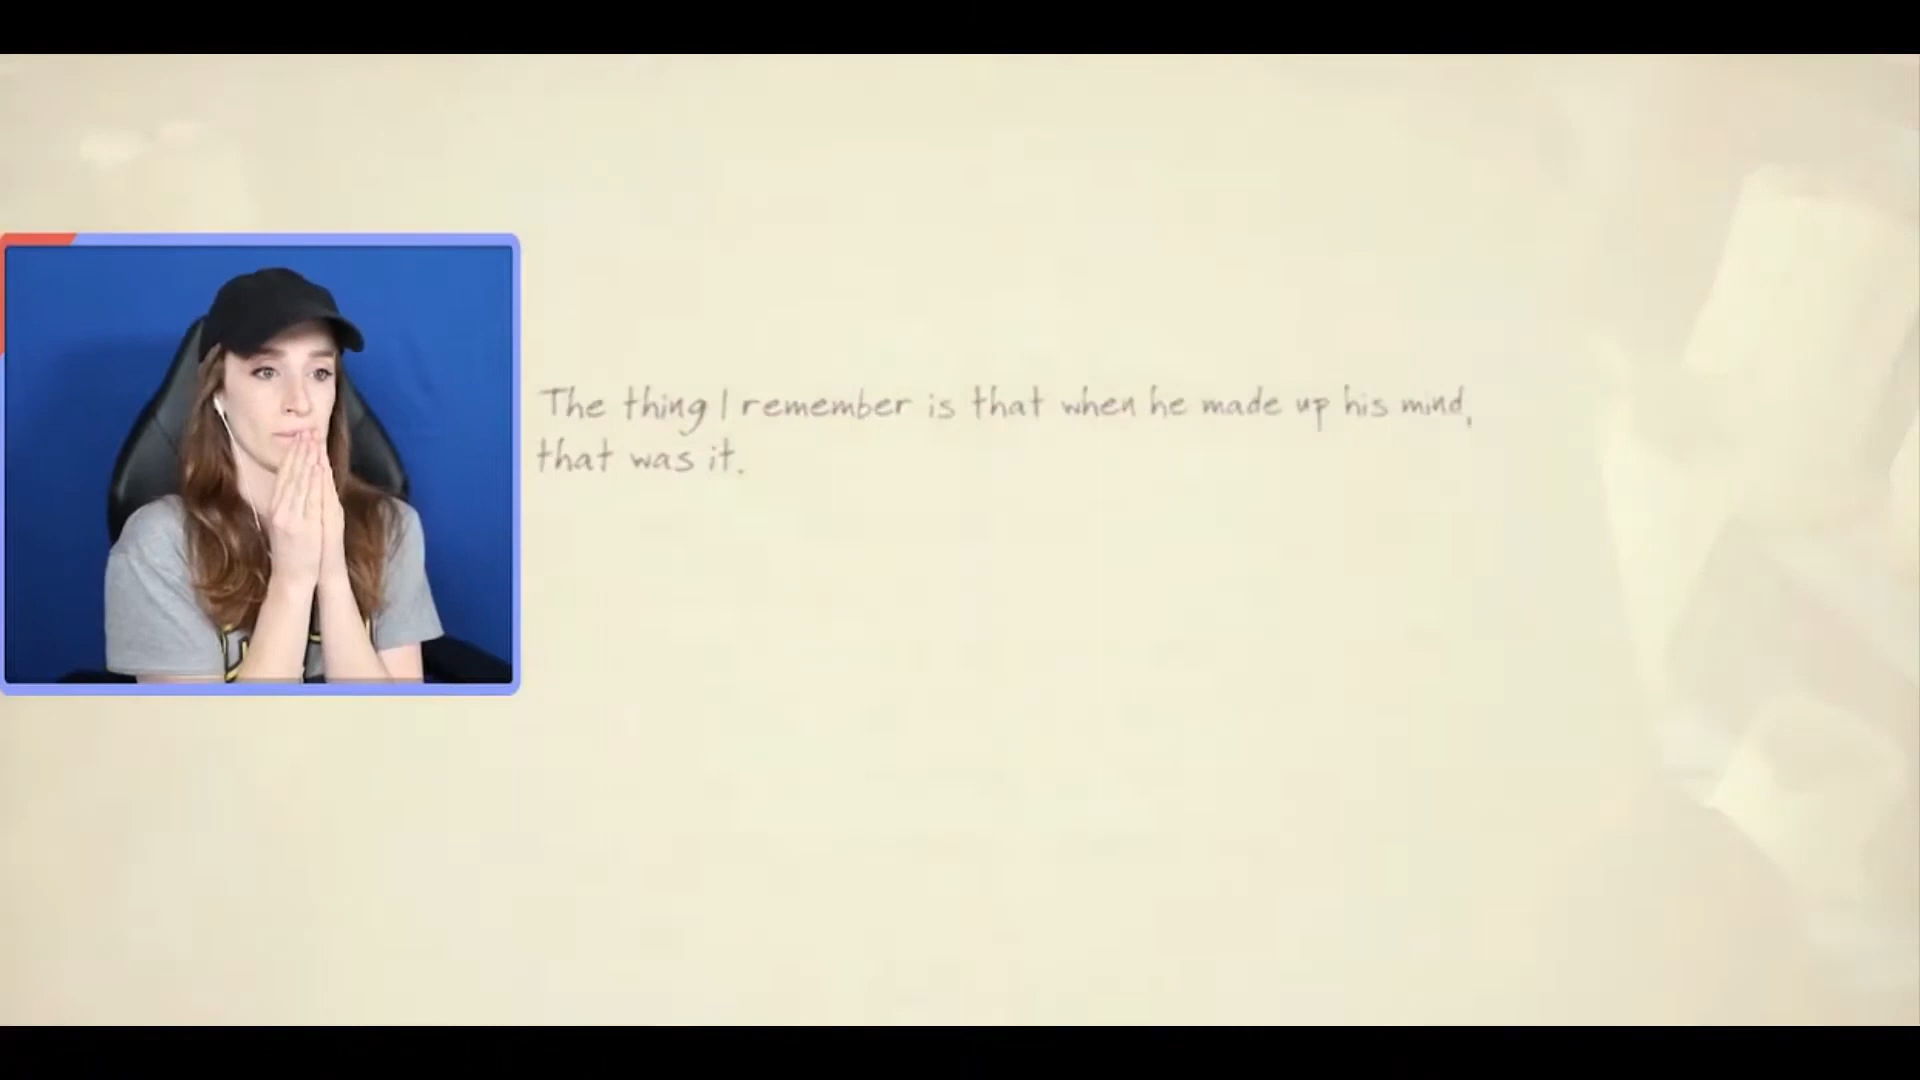 The thing I remember is that when he made up his mind,
that was it.